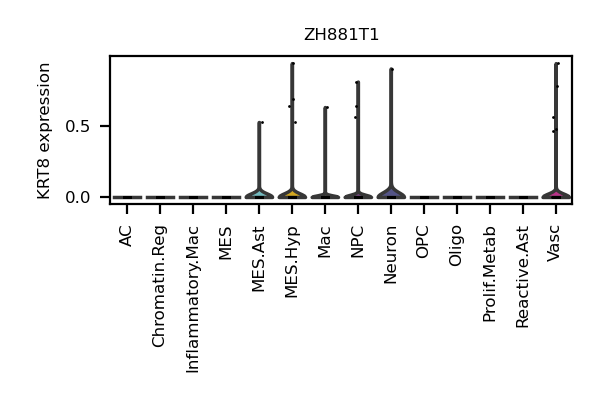 ZH881T1
KRT8 expression
0.5
0.0
AC
Chromatin.Reg
Inflammatory.Mac
MES
MES.Ast
MES.Hyp
Mac
NPC
Neuron
OPC
Oligo
Prolif.Metab
Reactive.Ast
Vasc